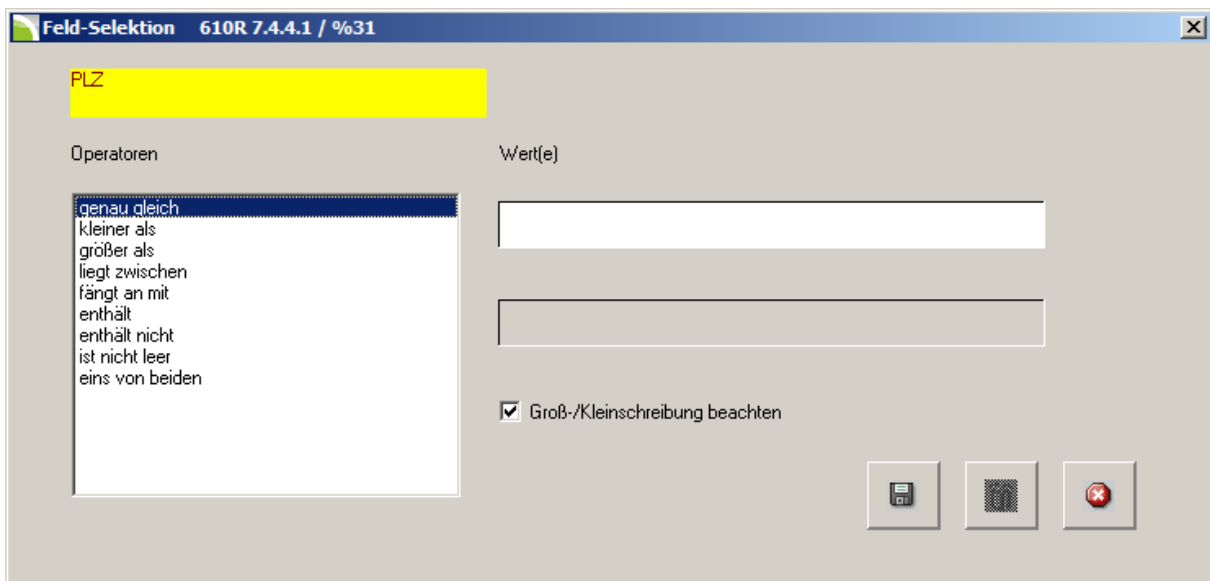 Feld-Selektion 610R 7.4.4.1 / %31
PLZ
Operatoren
Wert(e)
genau gleich
kleiner als
größer als
liegt zwischen
fängt an mit
enthält
enthält nicht
ist nicht leer
eins von beiden
Groß-/Kleinschreibung beachten